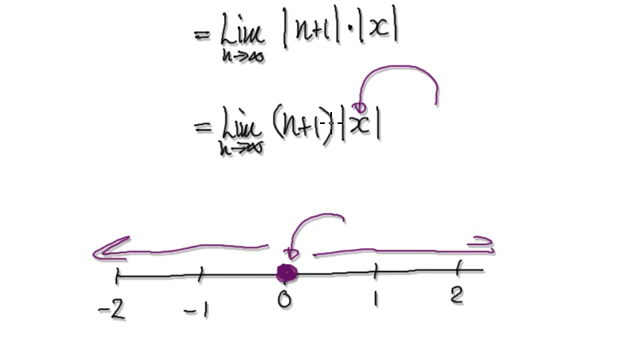 = Lim |n+1| • |x|
n→∞
= Lim (n+1) |x|
n→∞
-2 -1 0 1 2